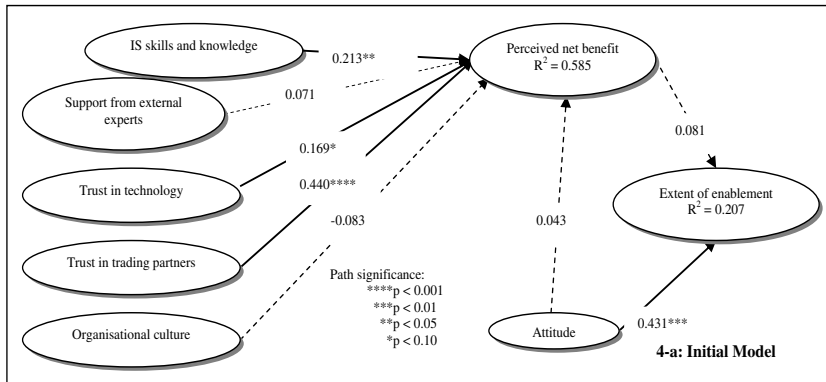 IS skills and knowledge
0.213**
Perceived net benefit
R² = 0.585
Support from external
experts
0.071
0.081
Trust in technology
0.169*
0.440****
Extent of enablement
R² = 0.207
-0.083
0.043
Trust in trading partners
Path significance:
****p < 0.001
***p < 0.01
**p < 0.05
*p < 0.10
Organisational culture
Attitude
0.431***
4-a: Initial Model